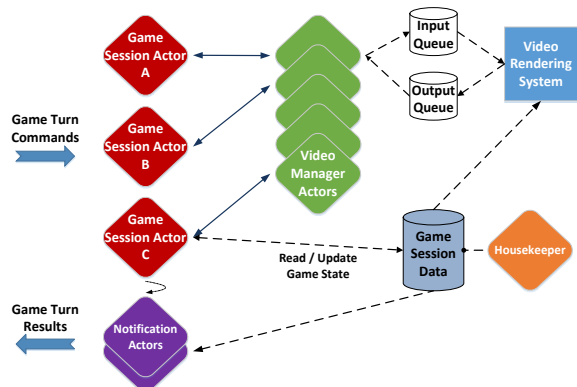 Game
Session Actor
A
Input
Queue
Video
Rendering
System
Output
Queue
Game Turn
Commands
Game
Session Actor
B
Video
Manager
Actors
Game
Session Actor
C
Read / Update
Game State
Game
Session
Data
Housekeeper
Game Turn
Results
Notification
Actors